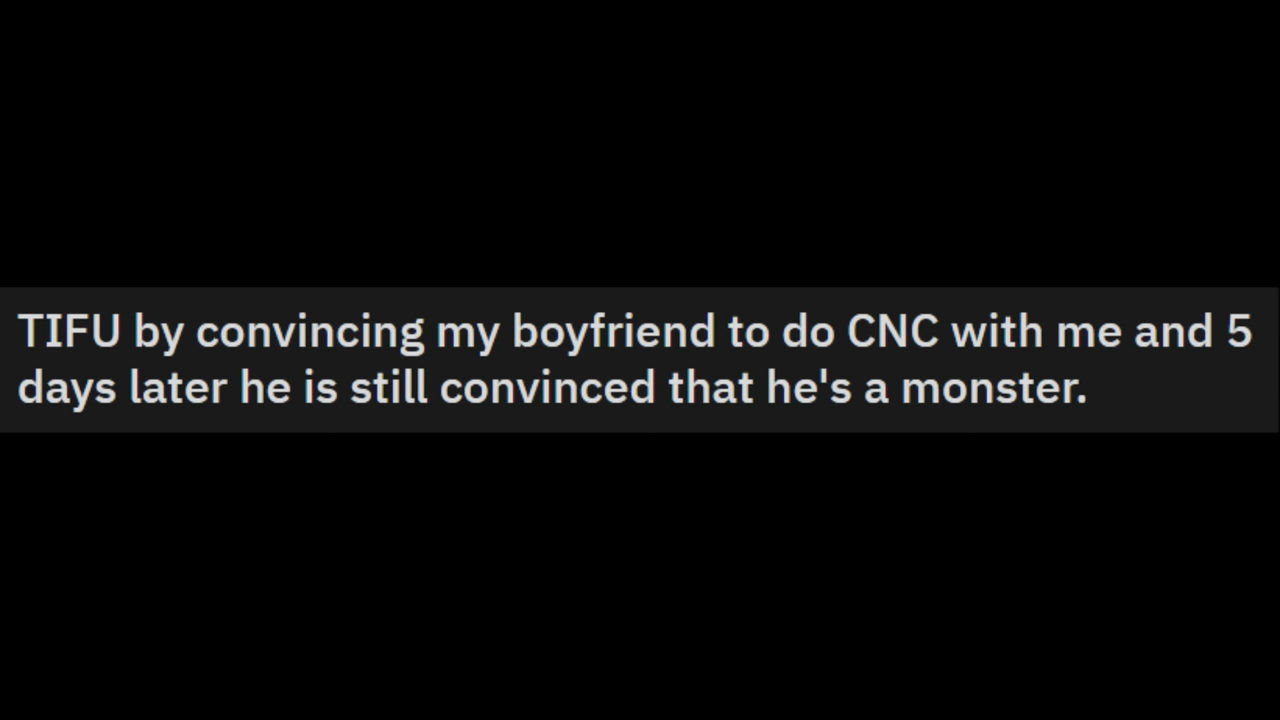 TIFU by convincing my boyfriend to do CNC with me and 5
days later he is still convinced that he's a monster.